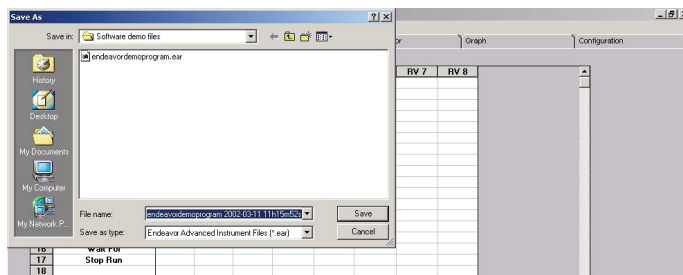 Save As
Save in: Software demo files
or Graph Configuration
endeavordemoprogram.ear
RV 7 RV 8
History
Desktop
My Documents
My Computer
My Network P...
File name: endeavordemoprogram 2002-03-11 11h15m52s Save
Save as type: Endeavor Advanced Instrument Files (*.ear) Cancel
16 Wait For
17 Stop Run
18